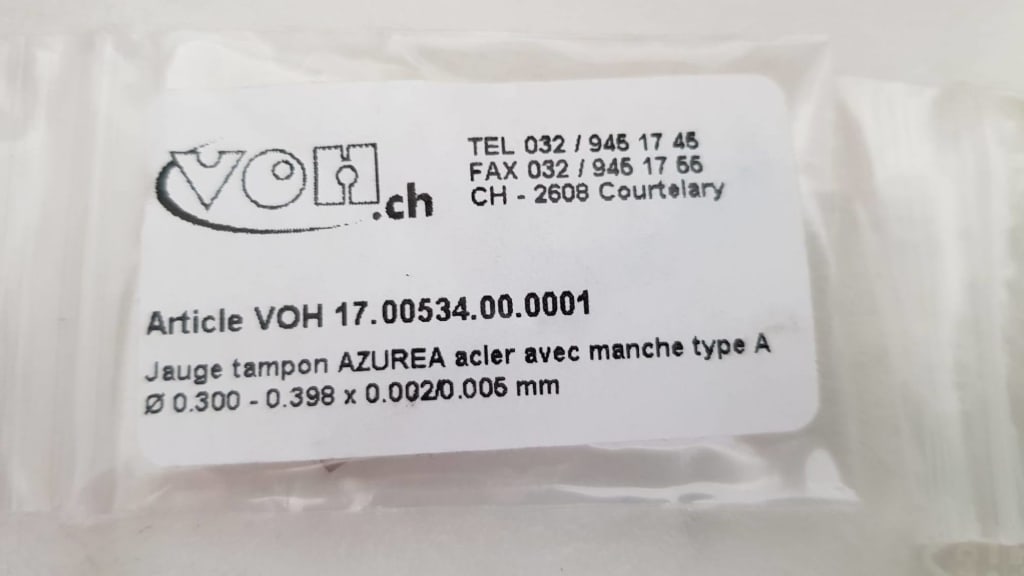 VOH.ch
TEL 032 / 945 17 45
FAX 032 / 945 17 55
CH - 2608 Courtelary
Article VOH 17.00534.00.0001
Jauge tampon AZUREA acier avec manche type A
Ø 0.300 - 0.398 x 0.002/0.005 mm